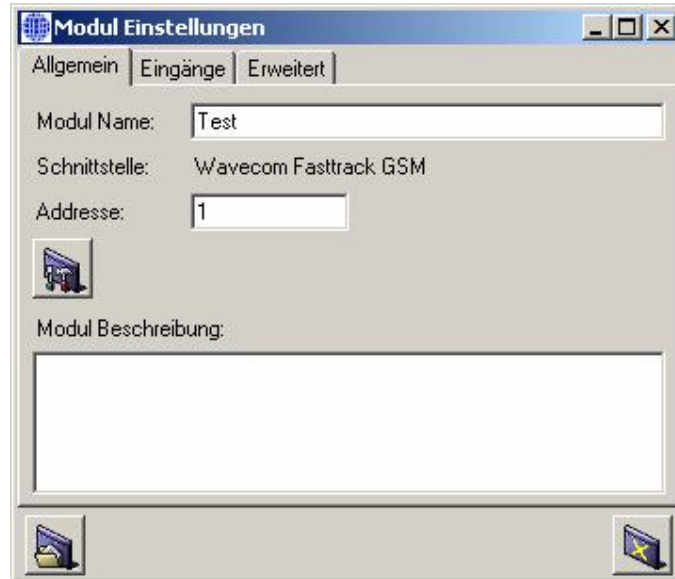 Modul Einstellungen
Allgemein Eingänge Erweitert
Modul Name: Test
Schnittstelle: Wavecom Fasttrack GSM
Addresse: 1
Modul Beschreibung: